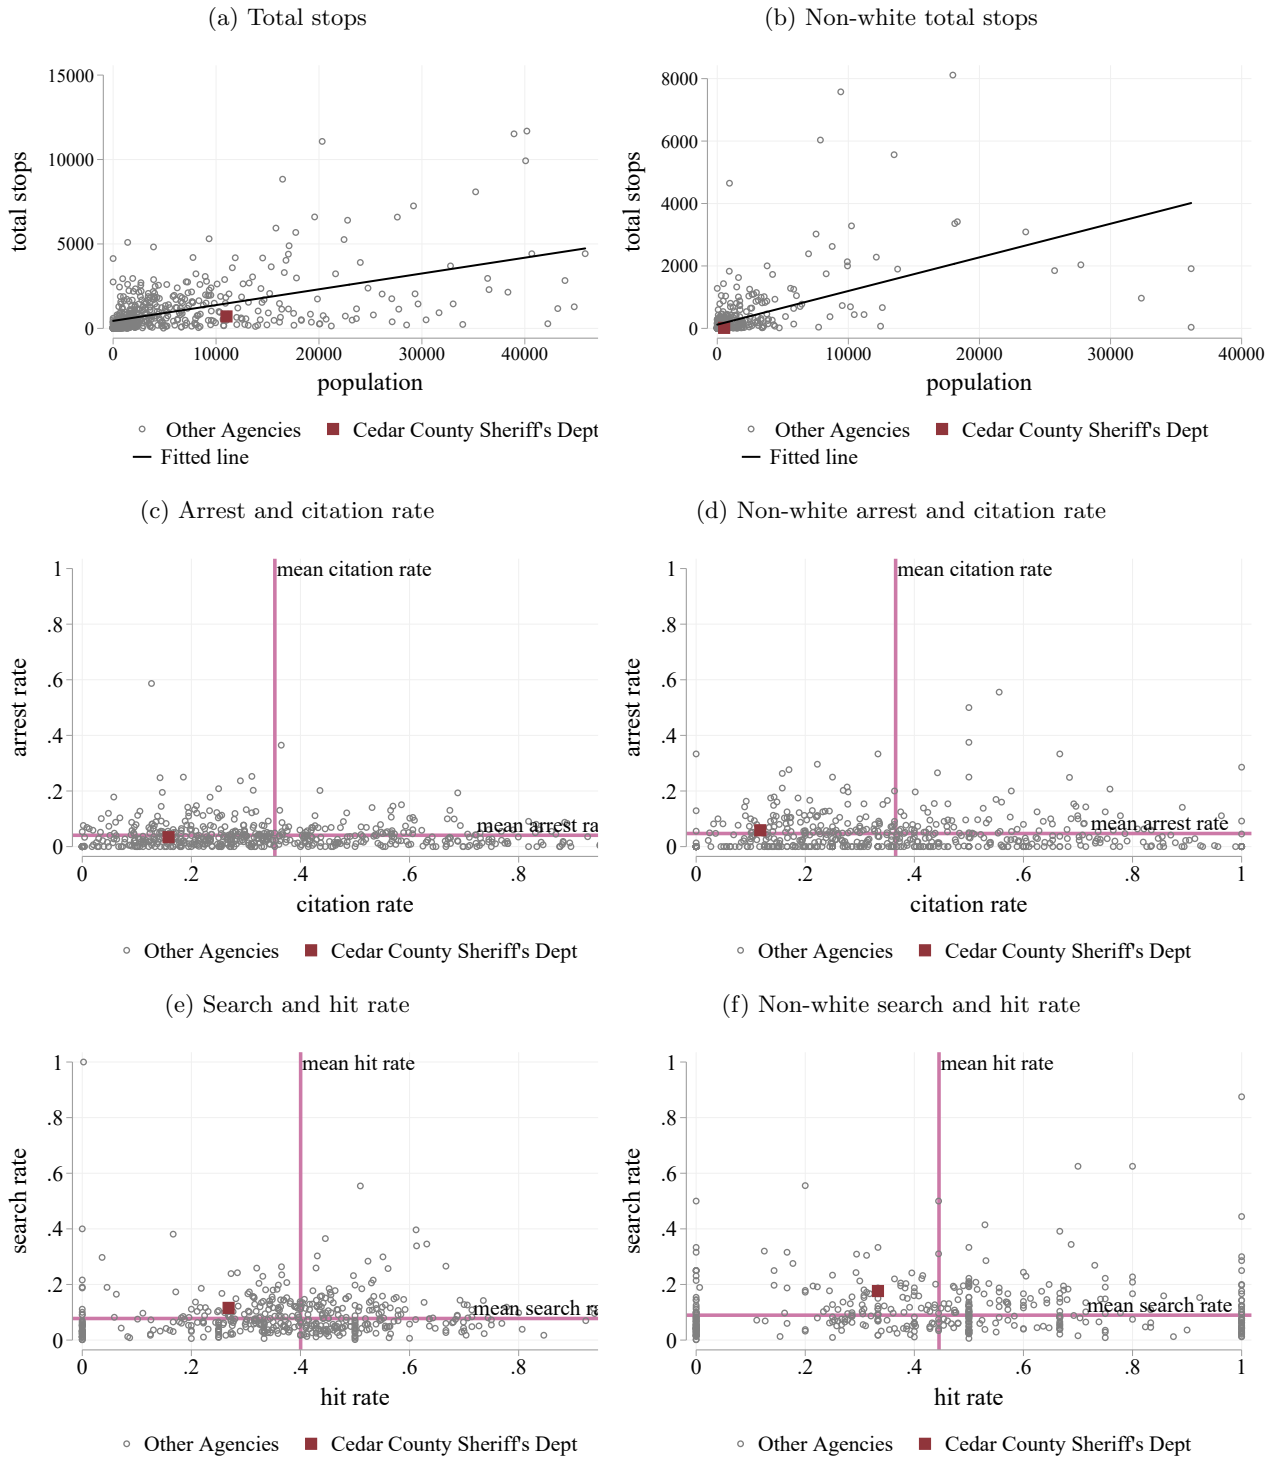 (a) Total stops
(b) Non-white total stops
15000
10000
5000
0
total stops
0 10000 20000 30000 40000
population
Other Agencies Cedar County Sheriff's Dept
Fitted line
8000
6000
4000
2000
0
total stops
0 10000 20000 30000 40000
population
Other Agencies Cedar County Sheriff's Dept
Fitted line
(c) Arrest and citation rate
(d) Non-white arrest and citation rate
mean citation rate
1
.8
.6
.4
.2
0
arrest rate
mean arrest ra
0 .2 .4 .6 .8
citation rate
Other Agencies Cedar County Sheriff's Dept
mean citation rate
1
.8
.6
.4
.2
0
arrest rate
mean arrest rate
0 .2 .4 .6 .8 1
citation rate
Other Agencies Cedar County Sheriff's Dept
(e) Search and hit rate
(f) Non-white search and hit rate
mean hit rate
1
.8
.6
.4
.2
0
search rate
mean search ra
0 .2 .4 .6 .8
hit rate
Other Agencies Cedar County Sheriff's Dept
mean hit rate
1
.8
.6
.4
.2
0
search rate
mean search rate
0 .2 .4 .6 .8 1
hit rate
Other Agencies Cedar County Sheriff's Dept